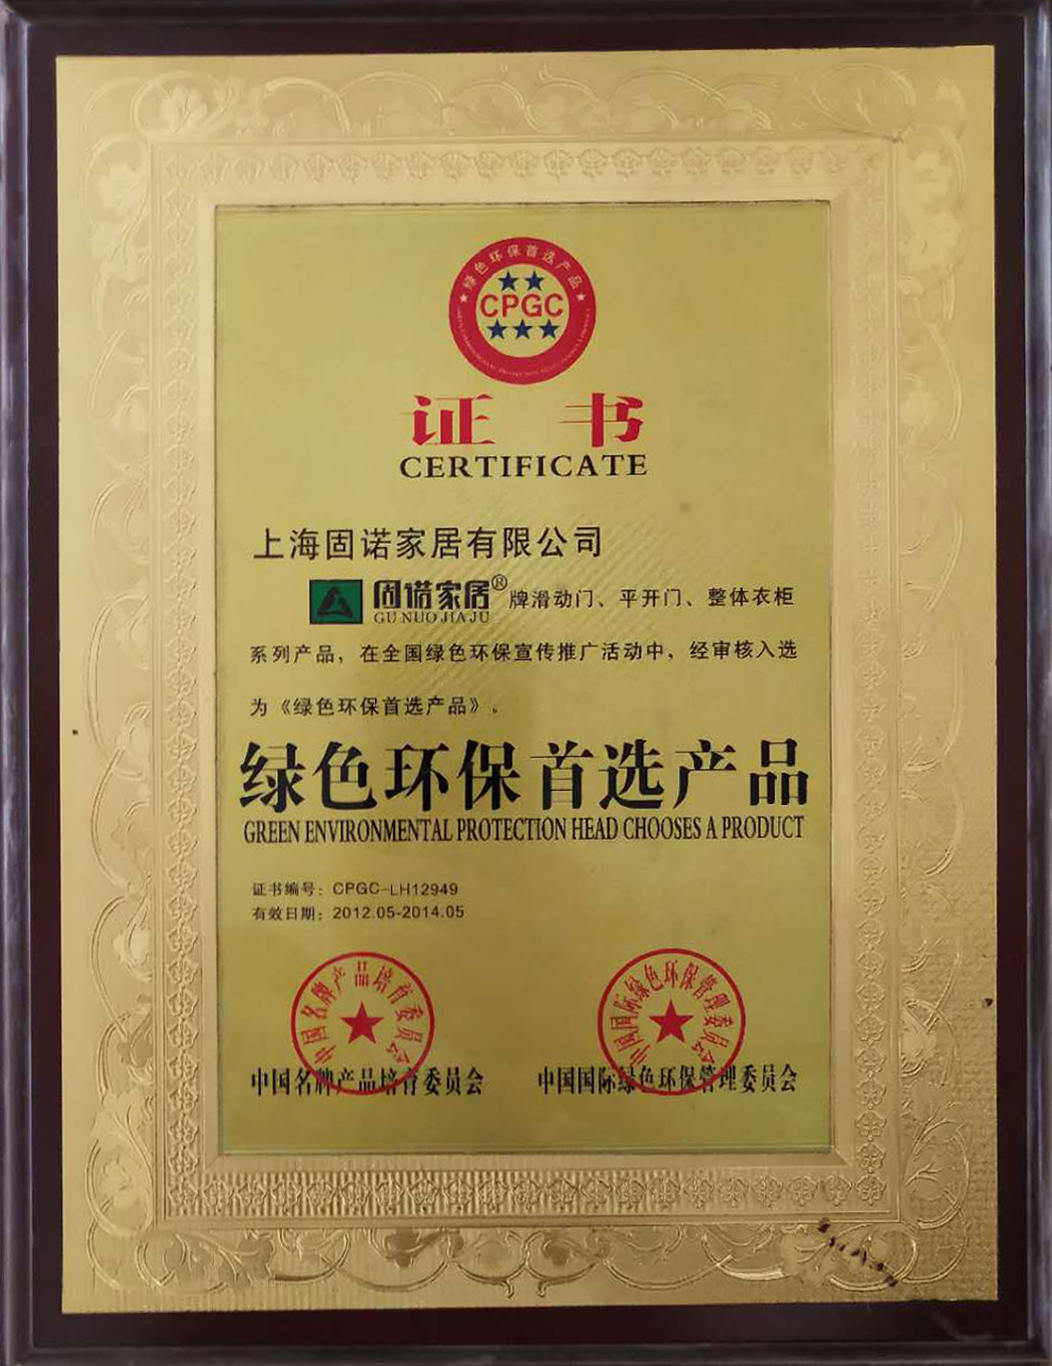 绿色环保首选产品
CPGC
证书
CERTIFICATE
上海固诺家居有限公司
固诺家居® 牌滑动门、平开门、整体衣柜
GU NUO JIA JU
系列产品，在全国绿色环保宣传推广活动中、经审核入选
为《绿色环保首选产品》。
绿色环保首选产品
GREEN ENVIRONMENTAL PROTECTION HEAD CHOOSES A PRODUCT
证书编号：CPGC-LH12949
有效日期：2012.05-2014.05
中国名牌产品培育委员会
中国国际绿色环保管理委员会
中国名牌产品培育委员会
中国国际绿色环保管理委员会